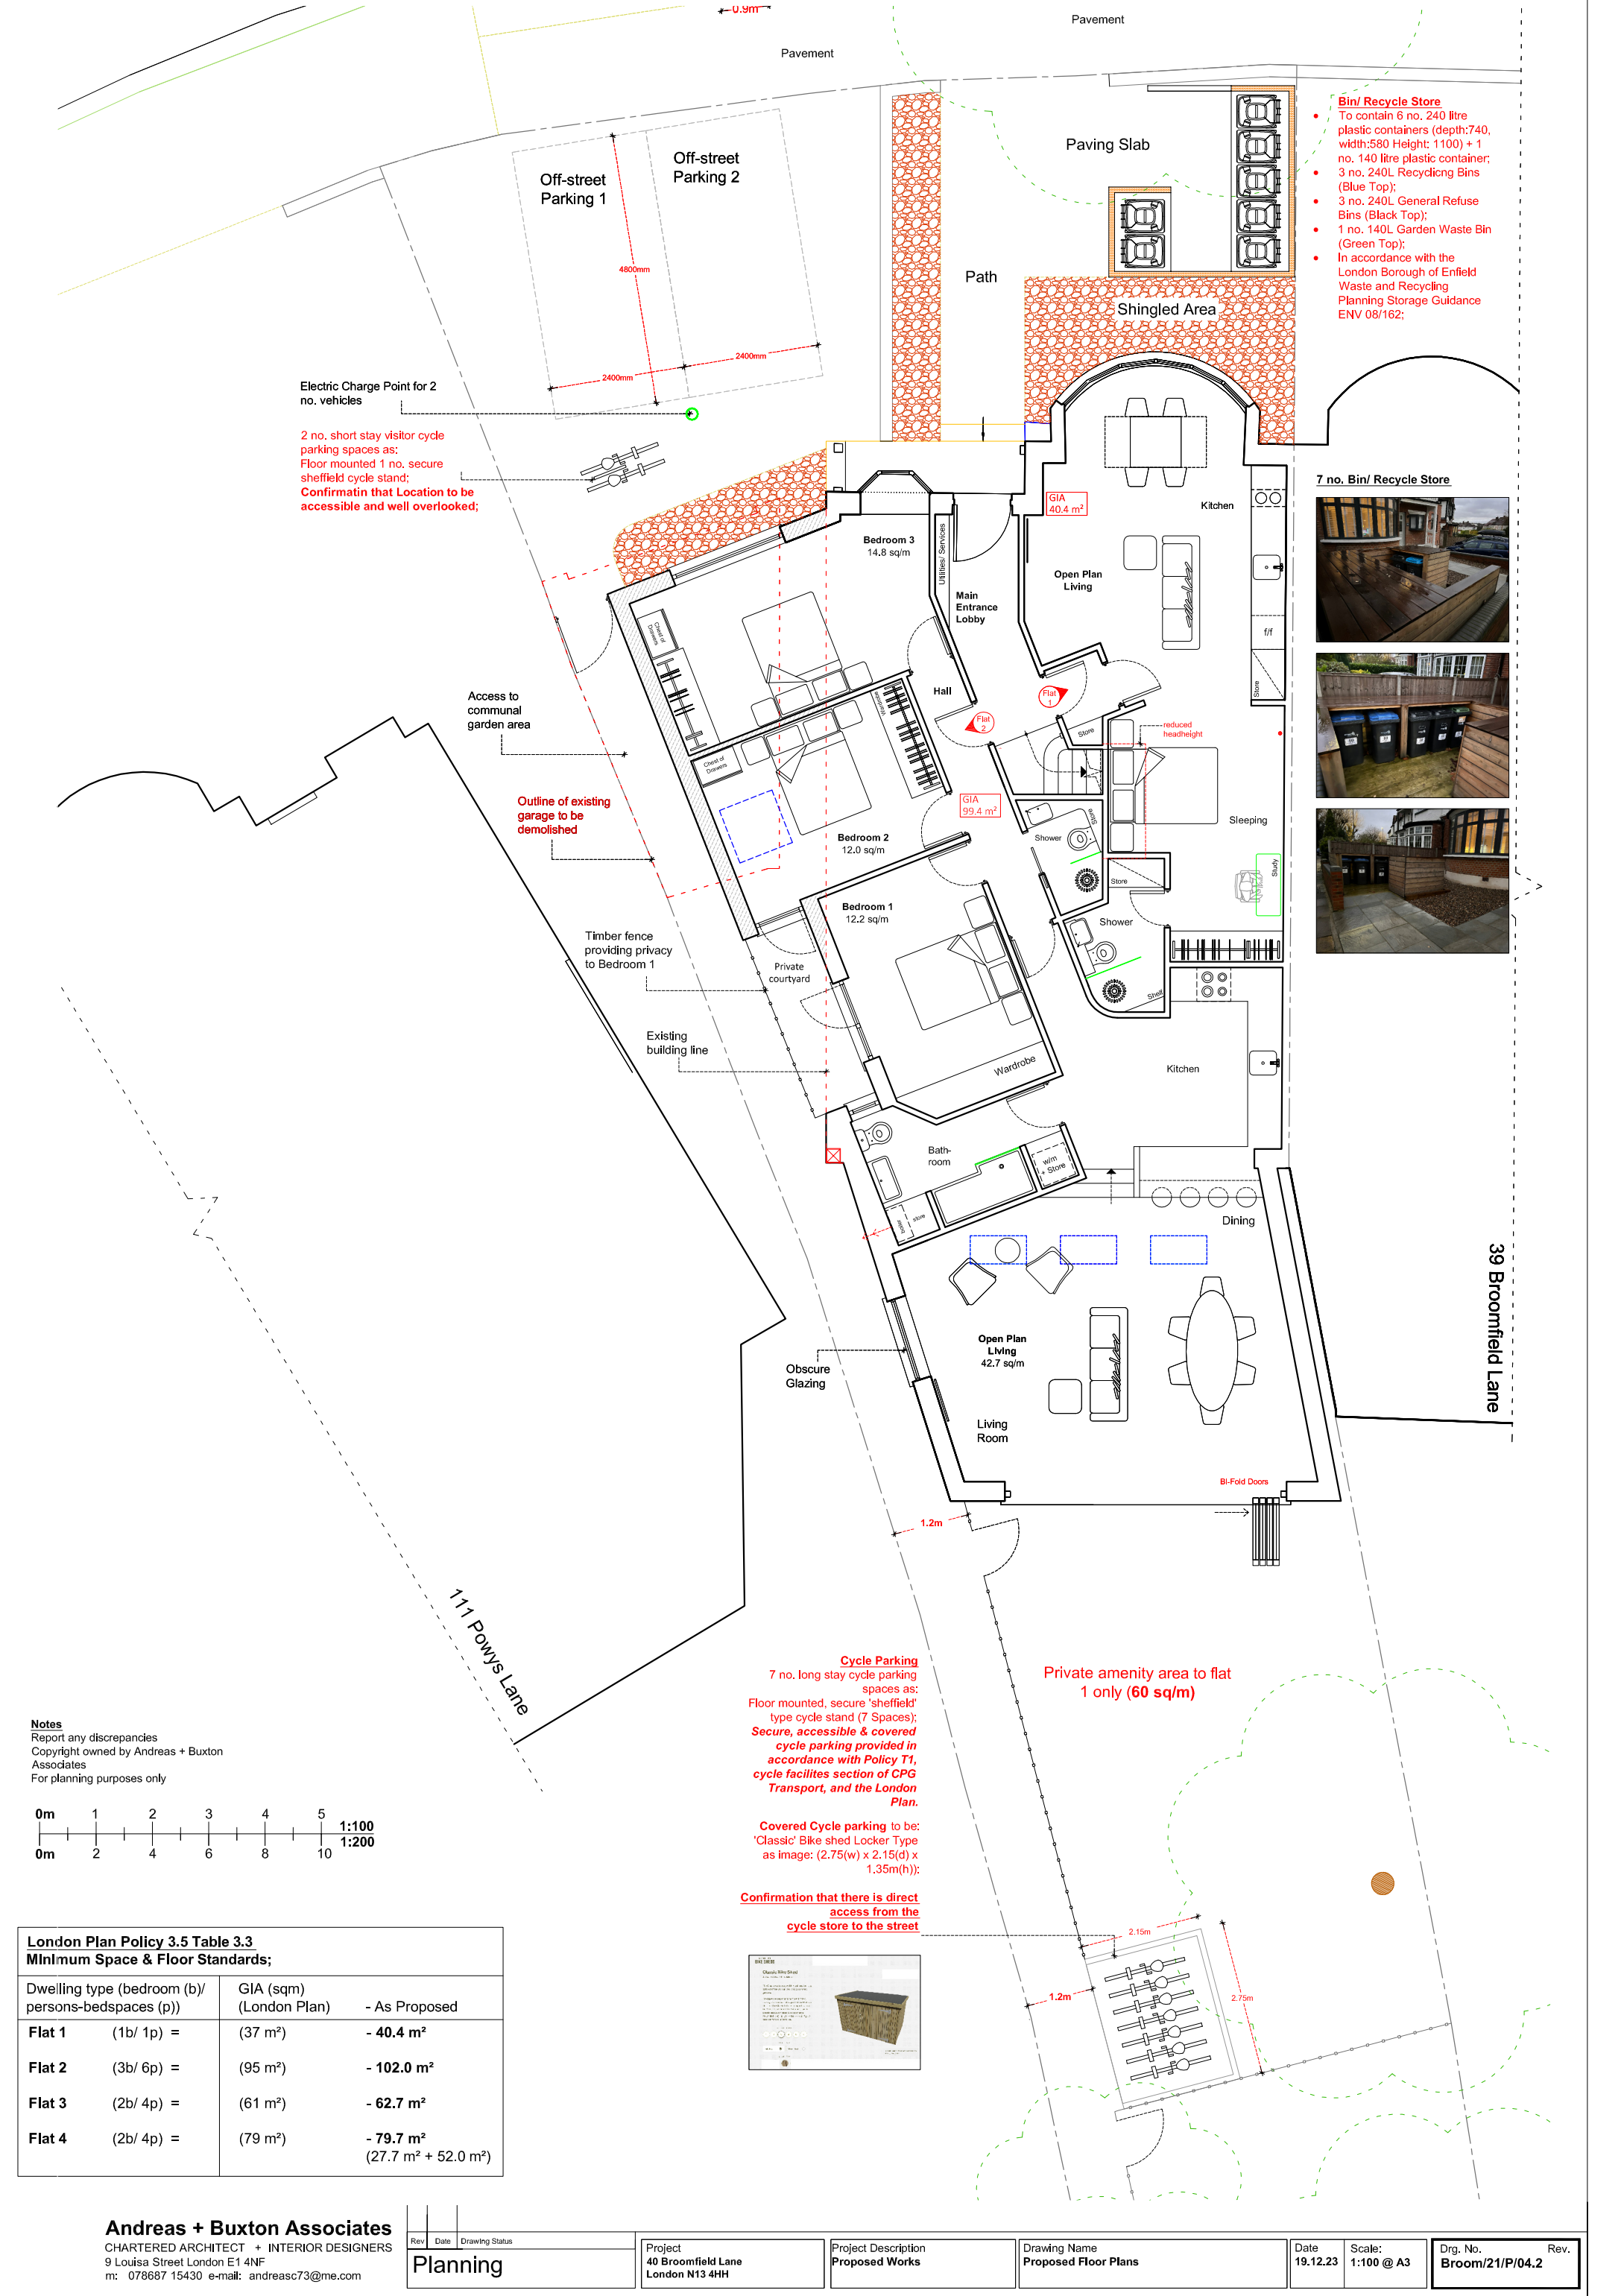 0.9m
Pavement
Pavement
Off-street
Parking 1
Off-street
Parking 2
4800mm
2400mm
2400mm
Paving Slab
Path
Shingled Area
Bin/ Recycle Store
• To contain 6 no. 240 litre
plastic containers (depth:740,
width:580 Height: 1100) + 1
no. 140 litre plastic container;
• 3 no. 240L Recyclicng Bins
(Blue Top);
• 3 no. 240L General Refuse
Bins (Black Top);
• 1 no. 140L Garden Waste Bin
(Green Top);
• In accordance with the
London Borough of Enfield
Waste and Recycling
Planning Storage Guidance
ENV 08/162;
Electric Charge Point for 2
no. vehicles
2 no. short stay visitor cycle
parking spaces as:
Floor mounted 1 no. secure
sheffield cycle stand;
Confirmatin that Location to be
accessible and well overlooked;
7 no. Bin/ Recycle Store
GIA
40.4 m²
Kitchen
Open Plan
Living
f/f
Store
Bedroom 3
14.8 sq/m
Utilities/ Services
Main
Entrance
Lobby
Chest of
Drawers
Hall
Flat
1
Flat
2
Store
reduced
headheight
Wardrobe
Access to
communal
garden area
Chest of
Drawers
Outline of existing
garage to be
demolished
GIA
99.4 m²
Bedroom 2
12.0 sq/m
Shower
Store
Sleeping
Study
Store
Bedroom 1
12.2 sq/m
Shower
Shelf
Timber fence
providing privacy
to Bedroom 1
Private
courtyard
Existing
building line
Wardrobe
Kitchen
Bath-
room
w/m
+ Store
store
boiler
Dining
39 Broomfield Lane
Open Plan
Living
42.7 sq/m
Obscure
Glazing
Living
Room
Bi-Fold Doors
1.2m
111 Powys Lane
Private amenity area to flat
1 only (60 sq/m)
Cycle Parking
7 no. long stay cycle parking
spaces as:
Floor mounted, secure 'sheffield'
type cycle stand (7 Spaces);
Secure, accessible & covered
cycle parking provided in
accordance with Policy T1,
cycle facilites section of CPG
Transport, and the London
Plan.
Covered Cycle parking to be:
'Classic' Bike shed Locker Type
as image: (2.75(w) x 2.15(d) x
1.35m(h)):
Confirmation that there is direct
access from the
cycle store to the street
2.15m
2.75m
1.2m
Classic Bike Shed
Notes
Report any discrepancies
Copyright owned by Andreas + Buxton
Associates
For planning purposes only
0m 1 2 3 4 5 1:100
0m 2 4 6 8 10 1:200
London Plan Policy 3.5 Table 3.3
Minimum Space & Floor Standards;
Dwelling type (bedroom (b)/
persons-bedspaces (p))
GIA (sqm)
(London Plan) - As Proposed
Flat 1 (1b/ 1p) = (37 m²) - 40.4 m²
Flat 2 (3b/ 6p) = (95 m²) - 102.0 m²
Flat 3 (2b/ 4p) = (61 m²) - 62.7 m²
Flat 4 (2b/ 4p) = (79 m²) - 79.7 m²
(27.7 m² + 52.0 m²)
Andreas + Buxton Associates
CHARTERED ARCHITECT + INTERIOR DESIGNERS
9 Louisa Street London E1 4NF
m: 078687 15430 e-mail: andreasc73@me.com
Rev Date Drawing Status
Planning
Project
40 Broomfield Lane
London N13 4HH
Project Description
Proposed Works
Drawing Name
Proposed Floor Plans
Date
19.12.23
Scale:
1:100 @ A3
Drg. No. Rev.
Broom/21/P/04.2